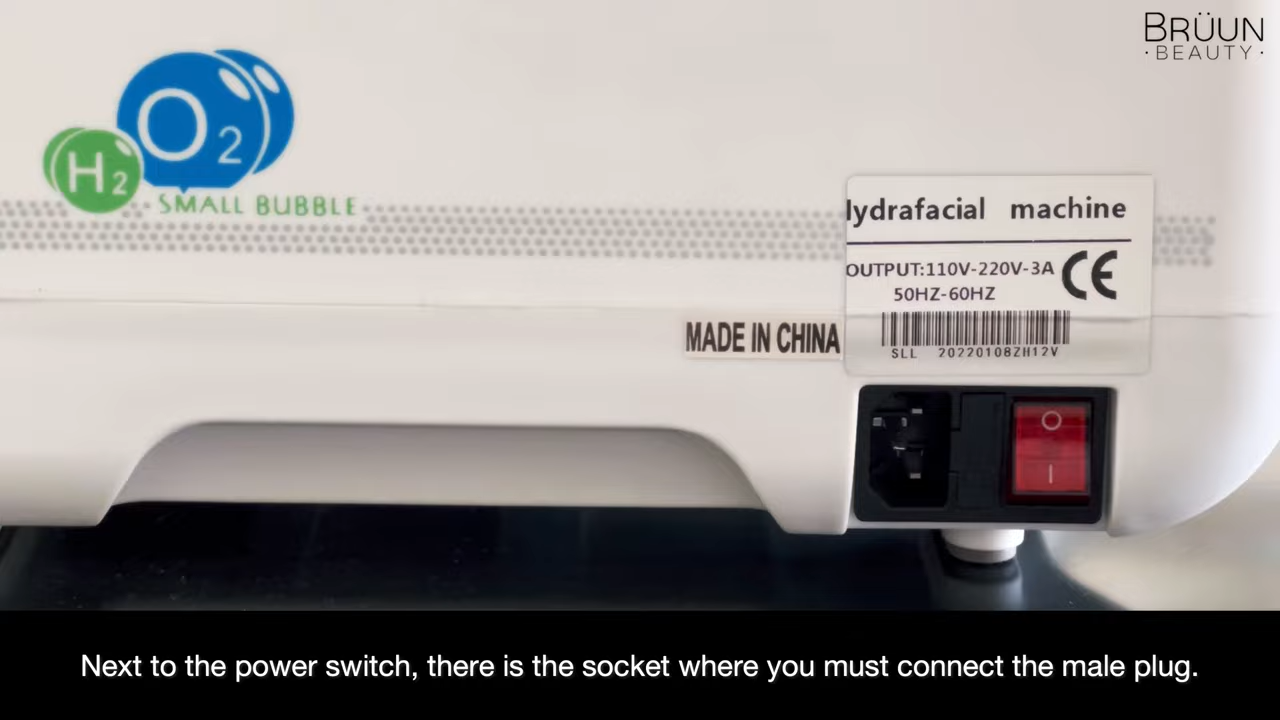 BRÜUN
·BEAUTY·
O2
H2
SMALL BUBBLE
lydrafacial machine
OUTPUT:110V-220V-3A
50HZ-60HZ
CE
MADE IN CHINA
SLL 20220108ZH12V
O
I
Next to the power switch, there is the socket where you must connect the male plug.